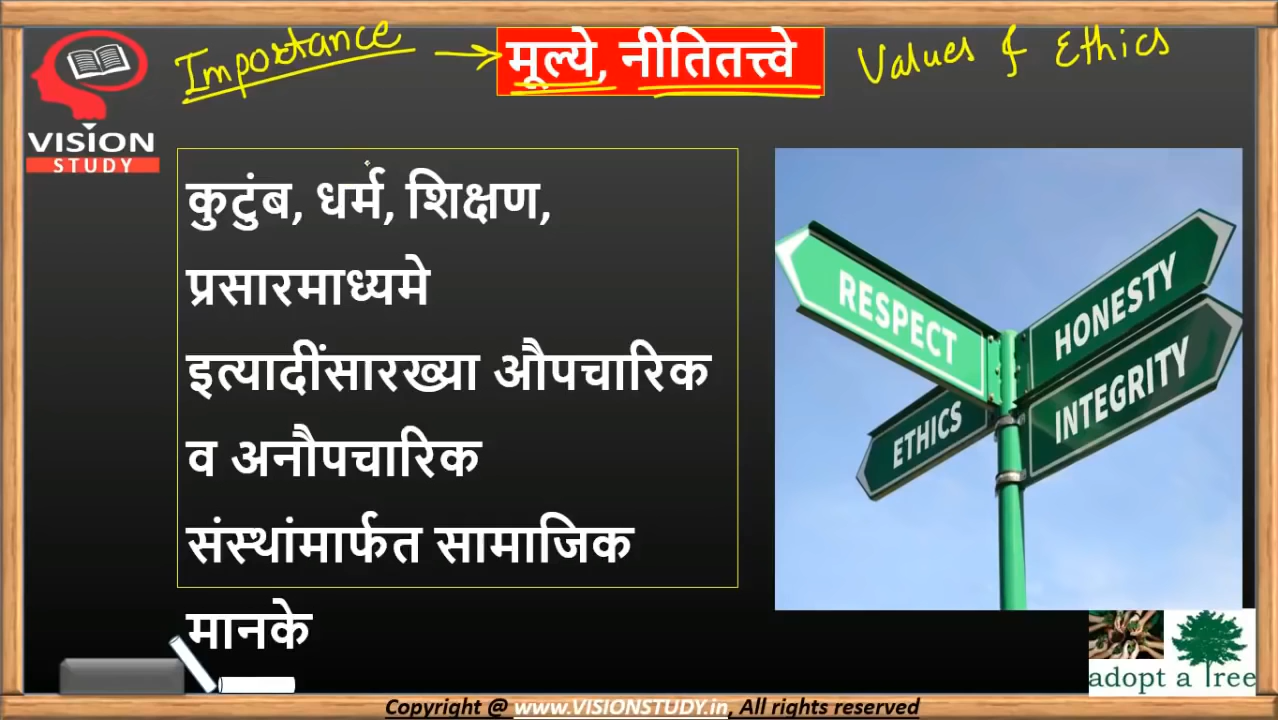 Importance → मूल्ये, नीतितत्त्वे Values & Ethics
VISION
STUDY
कुटुंब, धर्म, शिक्षण,
प्रसारमाध्यमे
इत्यादींसारख्या औपचारिक
व अनौपचारिक
संस्थांमार्फत सामाजिक
मानके
RESPECT
HONESTY
ETHICS
INTEGRITY
adopt a Tree
Copyright @ www.VISIONSTUDY.in, All rights reserved